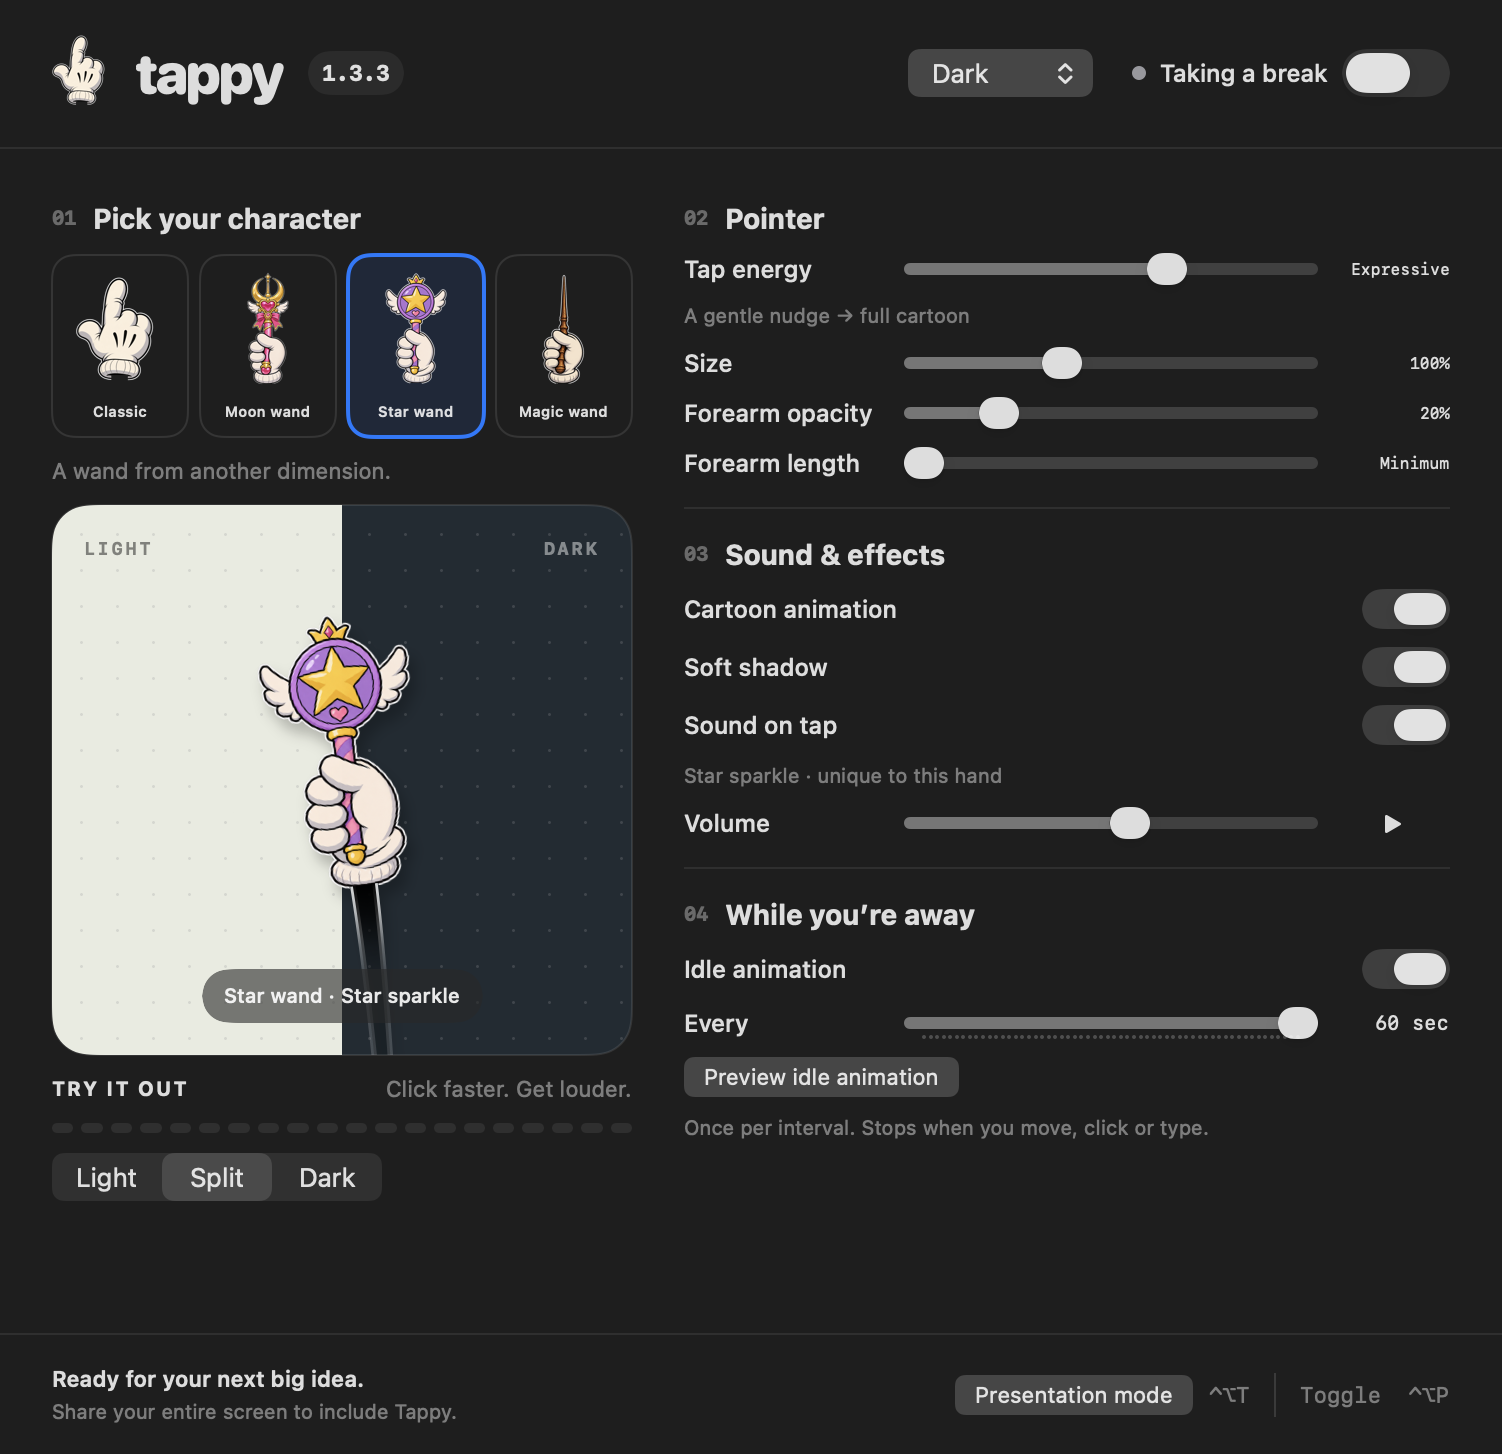 tappy
1.3.3
Dark
Taking a break
01 Pick your character
Classic
Moon wand
Star wand
Magic wand
A wand from another dimension.
LIGHT
DARK
Star wand · Star sparkle
TRY IT OUT
Click faster. Get louder.
Light
Split
Dark
02 Pointer
Tap energy
Expressive
A gentle nudge → full cartoon
Size
100%
Forearm opacity
20%
Forearm length
Minimum
03 Sound & effects
Cartoon animation
Soft shadow
Sound on tap
Star sparkle · unique to this hand
Volume
04 While you’re away
Idle animation
Every
60 sec
Preview idle animation
Once per interval. Stops when you move, click or type.
Ready for your next big idea.
Share your entire screen to include Tappy.
Presentation mode
^⌥T
Toggle
^⌥P